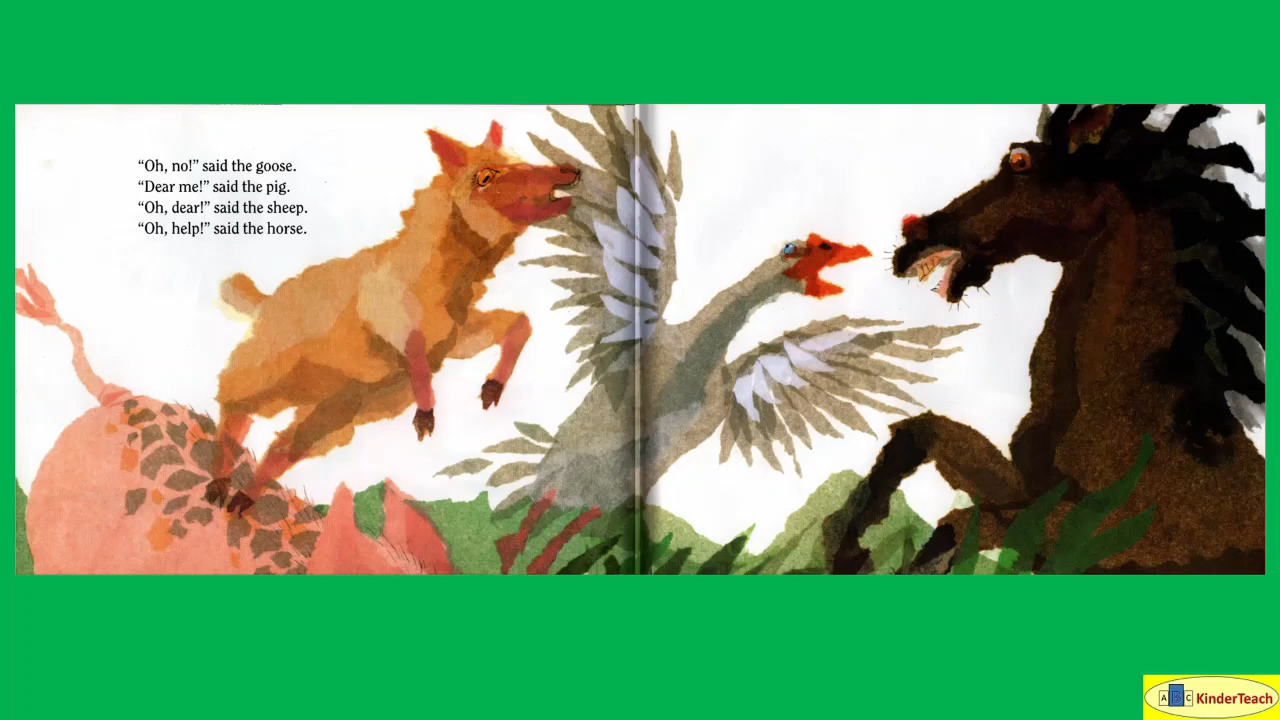 “Oh, no!” said the goose.
“Dear me!” said the pig.
“Oh, dear!” said the sheep.
“Oh, help!” said the horse.
A B C KinderTeach